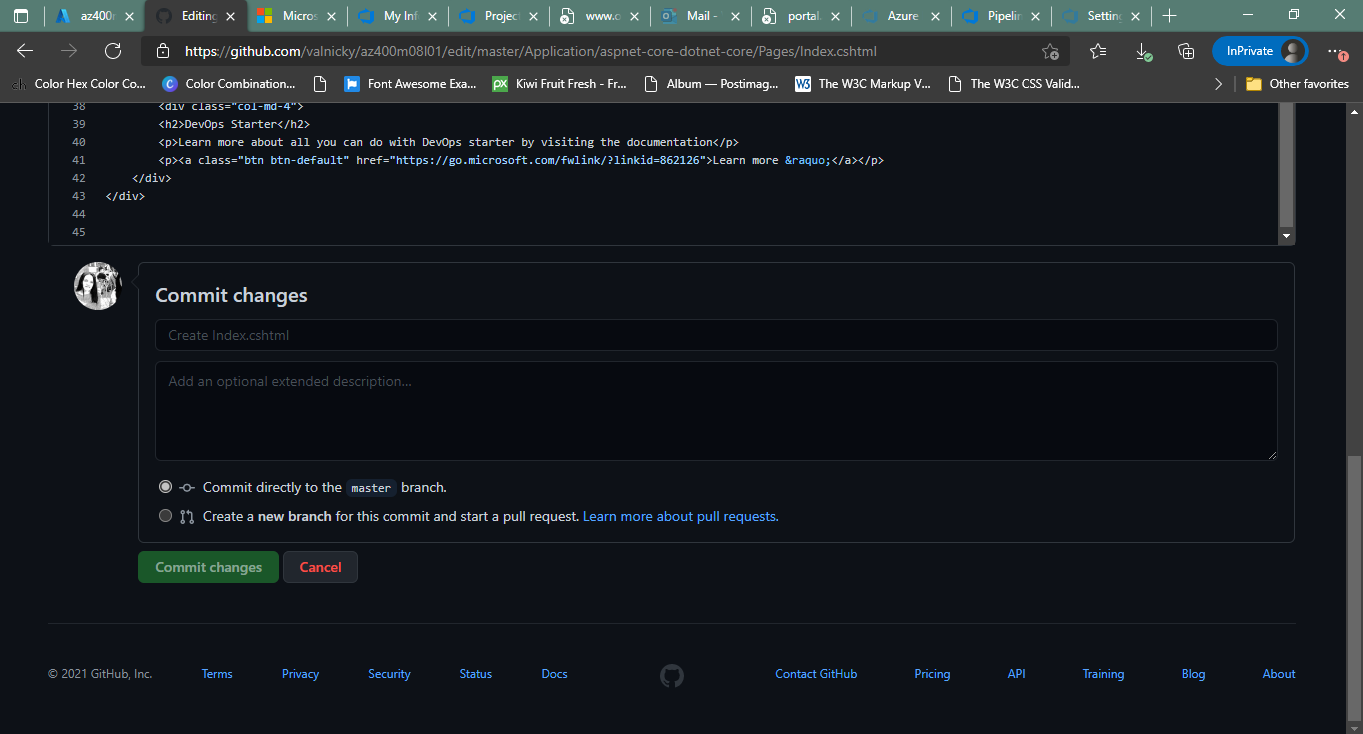 az400r
Editing
Micros
My Inf
Project
www.o
Mail -
portal.
Azure
Pipelin
Setting
https://github.com/valnicky/az400m08l01/edit/master/Application/aspnet-core-dotnet-core/Pages/Index.cshtml
InPrivate
ch Color Hex Color Co...
C Color Combination...
Font Awesome Exa...
PX Kiwi Fruit Fresh - Fr...
Album — Postimag...
W3 The W3C Markup V...
The W3C CSS Valid...
Other favorites
38 <div class="col-md-4">
39 <h2>DevOps Starter</h2>
40 <p>Learn more about all you can do with DevOps starter by visiting the documentation</p>
41 <p><a class="btn btn-default" href="https://go.microsoft.com/fwlink/?linkid=862126">Learn more &raquo;</a></p>
42 </div>
43 </div>
44
45
Commit changes
Create Index.cshtml
Add an optional extended description...
Commit directly to the master branch.
Create a new branch for this commit and start a pull request. Learn more about pull requests.
Commit changes
Cancel
© 2021 GitHub, Inc.
Terms
Privacy
Security
Status
Docs
Contact GitHub
Pricing
API
Training
Blog
About